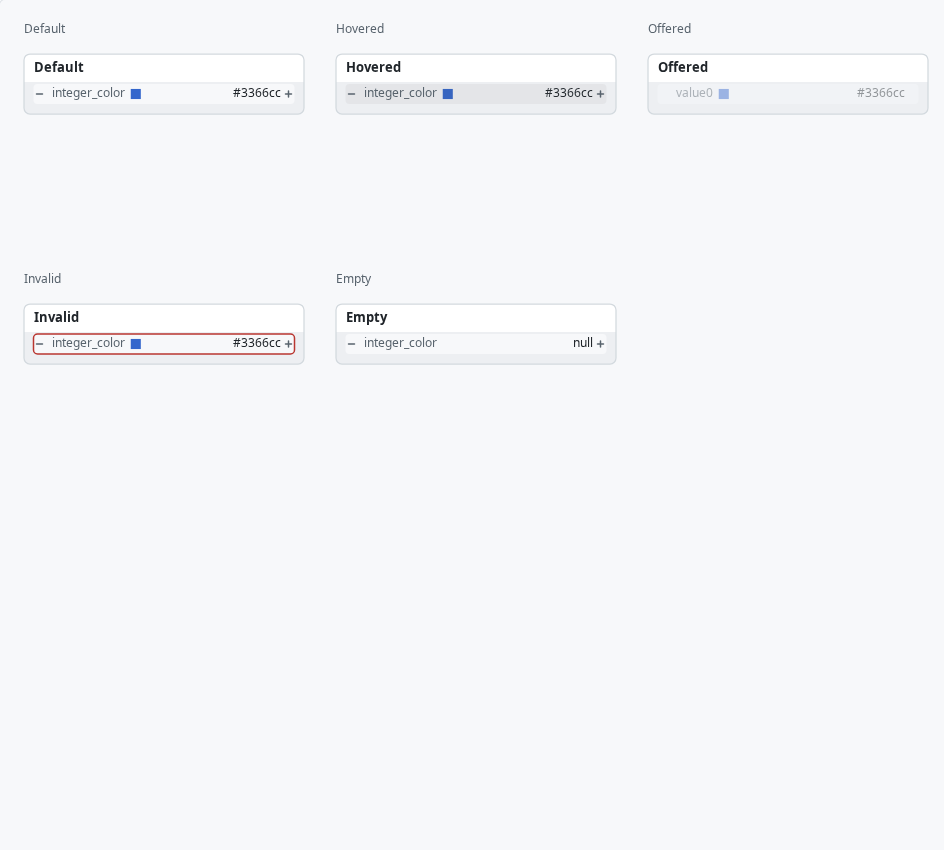 Default
Hovered
Offered
Default
Hovered
Offered
− integer_color #3366cc +
− integer_color #3366cc +
value0 #3366cc
Invalid
Empty
Invalid
Empty
− integer_color #3366cc +
− integer_color null +